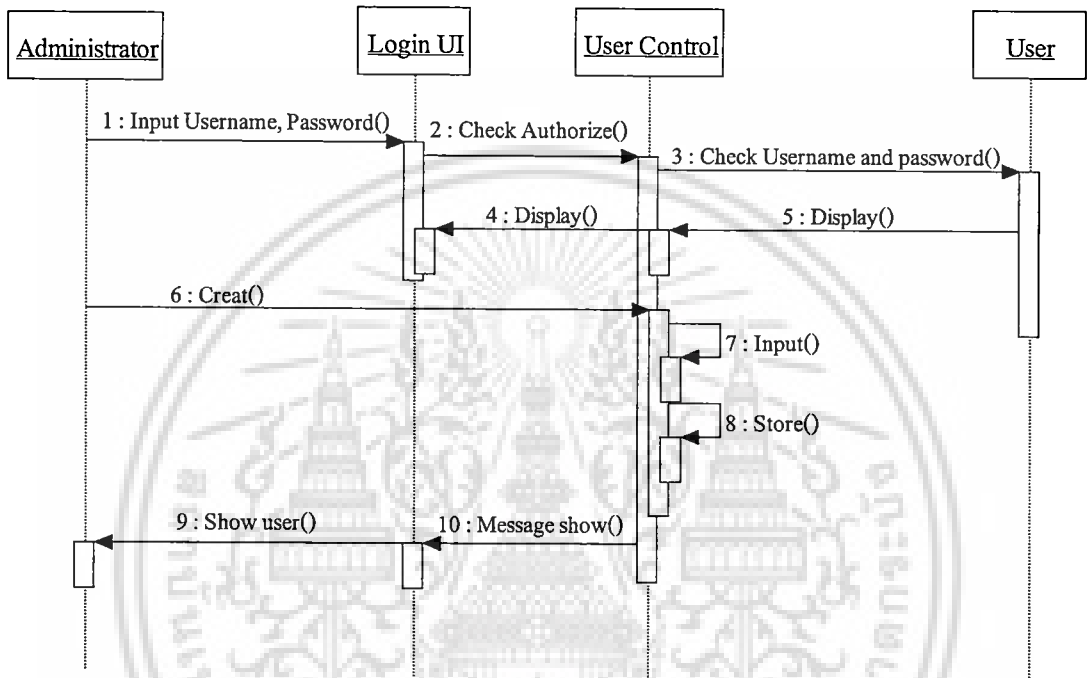 Administrator
Login UI
User Control
User
1 : Input Username, Password()
2 : Check Authorize()
3 : Check Username and password()
4 : Display()
5 : Display()
6 : Creat()
7 : Input()
8 : Store()
9 : Show user()
10 : Message show()